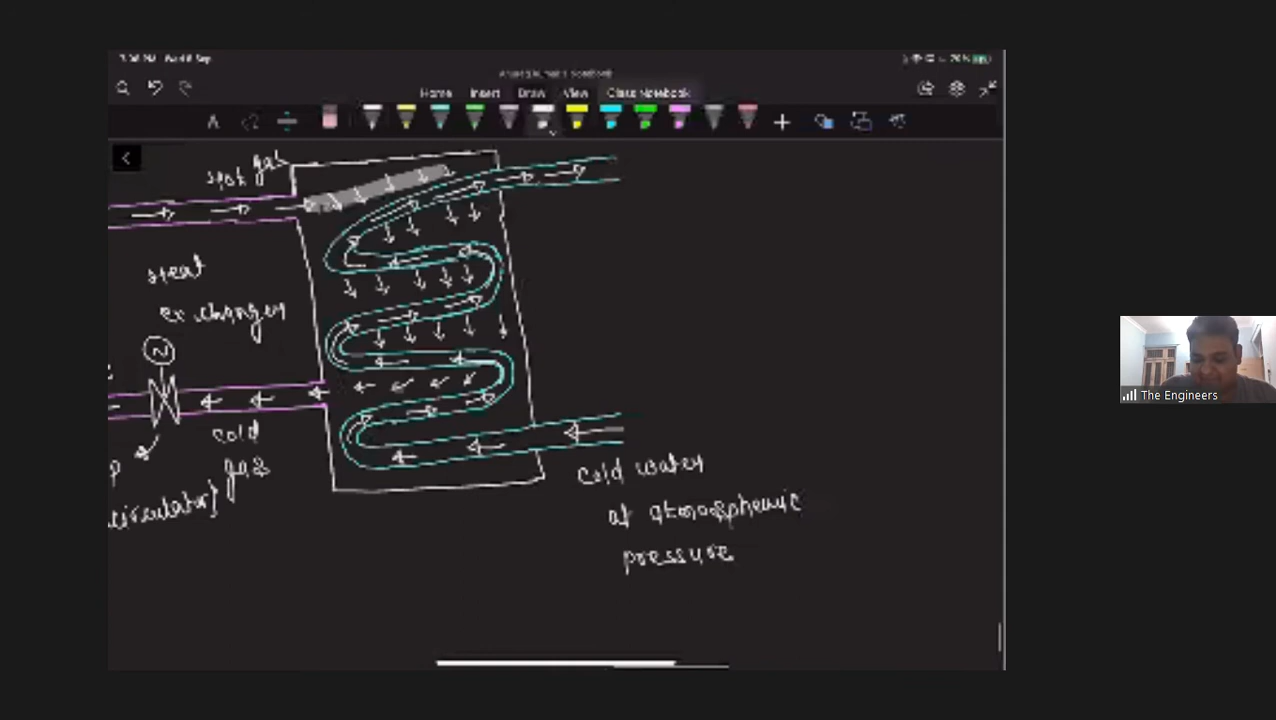 Home Insert Draw View Class Notebook
Hot gas
Heat
exchanger
cold
gas
circulator}
cold water
at atmospheric
pressure
The Engineers